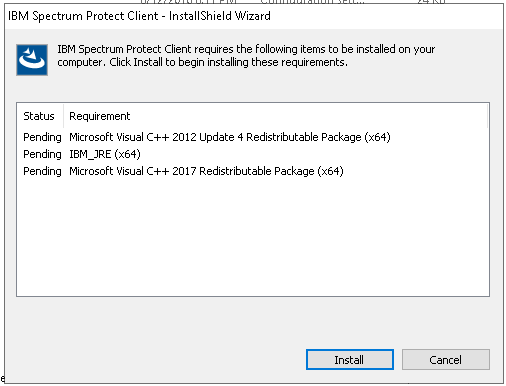 IBM Spectrum Protect Client - InstallShield Wizard
IBM Spectrum Protect Client requires the following items to be installed on your
computer. Click Install to begin installing these requirements.
Status Requirement
Pending Microsoft Visual C++ 2012 Update 4 Redistributable Package (x64)
Pending IBM_JRE (x64)
Pending Microsoft Visual C++ 2017 Redistributable Package (x64)
Install Cancel